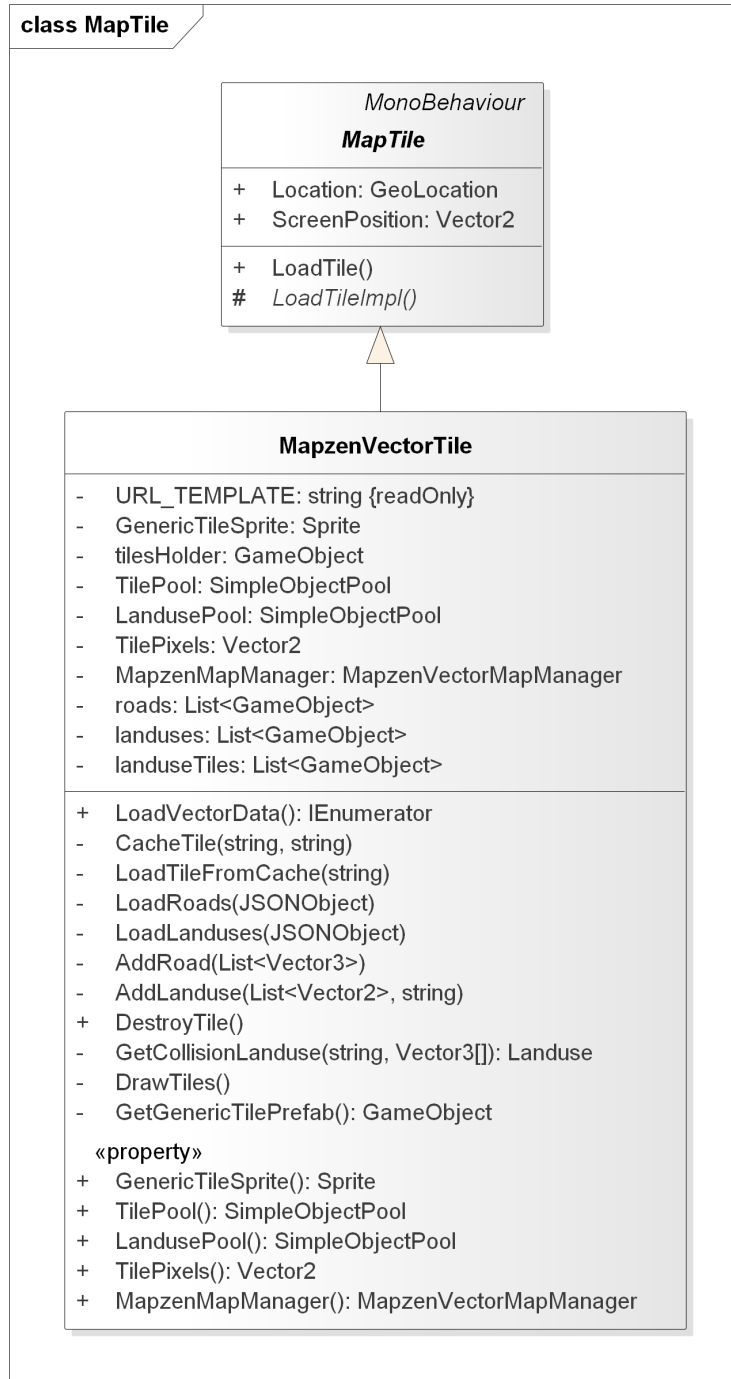 class MapTile
MonoBehaviour
MapTile
+ Location: GeoLocation
+ ScreenPosition: Vector2
+ LoadTile()
# LoadTileImpl()
MapzenVectorTile
- URL_TEMPLATE: string {readOnly}
- GenericTileSprite: Sprite
- tilesHolder: GameObject
- TilePool: SimpleObjectPool
- LandusePool: SimpleObjectPool
- TilePixels: Vector2
- MapzenMapManager: MapzenVectorMapManager
- roads: List<GameObject>
- landuses: List<GameObject>
- landuseTiles: List<GameObject>
+ LoadVectorData(): IEnumerator
- CacheTile(string, string)
- LoadTileFromCache(string)
- LoadRoads(JSONObject)
- LoadLanduses(JSONObject)
- AddRoad(List<Vector3>)
- AddLanduse(List<Vector2>, string)
+ DestroyTile()
- GetCollisionLanduse(string, Vector3[]): Landuse
- DrawTiles()
- GetGenericTilePrefab(): GameObject
«property»
+ GenericTileSprite(): Sprite
+ TilePool(): SimpleObjectPool
+ LandusePool(): SimpleObjectPool
+ TilePixels(): Vector2
+ MapzenMapManager(): MapzenVectorMapManager